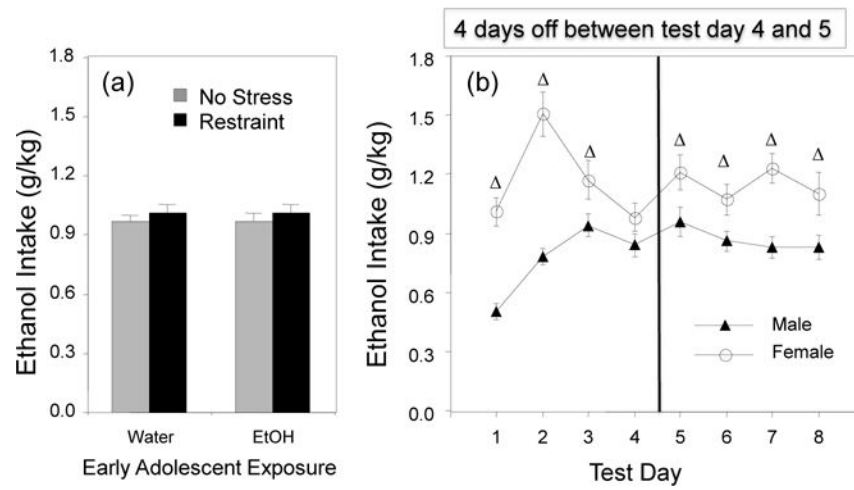 4 days off between test day 4 and 5
(a)
No Stress
Restraint
Ethanol Intake (g/kg)
1.8
1.5
1.2
0.9
0.6
0.3
0.0
Water EtOH
Early Adolescent Exposure
(b)
Δ
Δ
Δ
Δ
Δ
Δ
Δ
Male
Female
Ethanol Intake (g/kg)
1.8
1.5
1.2
0.9
0.6
0.3
0.0
1 2 3 4 5 6 7 8
Test Day